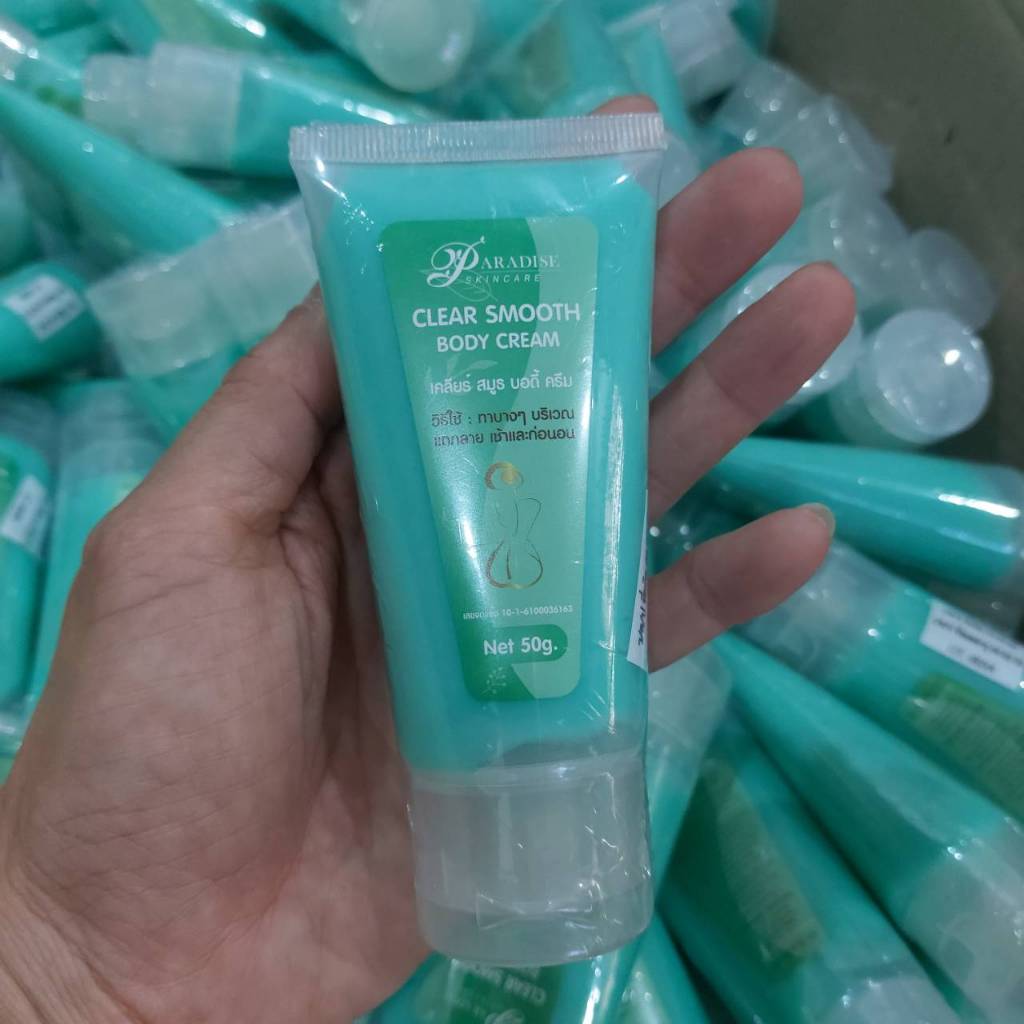 PARADISE
SKINCARE
CLEAR SMOOTH
BODY CREAM
เคลียร์ สมูธ บอดี้ ครีม
วิธีใช้ : ทาบางๆ บริเวณ
แตกลาย เช้าและก่อนอน
เลขจดแจ้ง 10-1-6100036163
Net 50g.
CLEAR